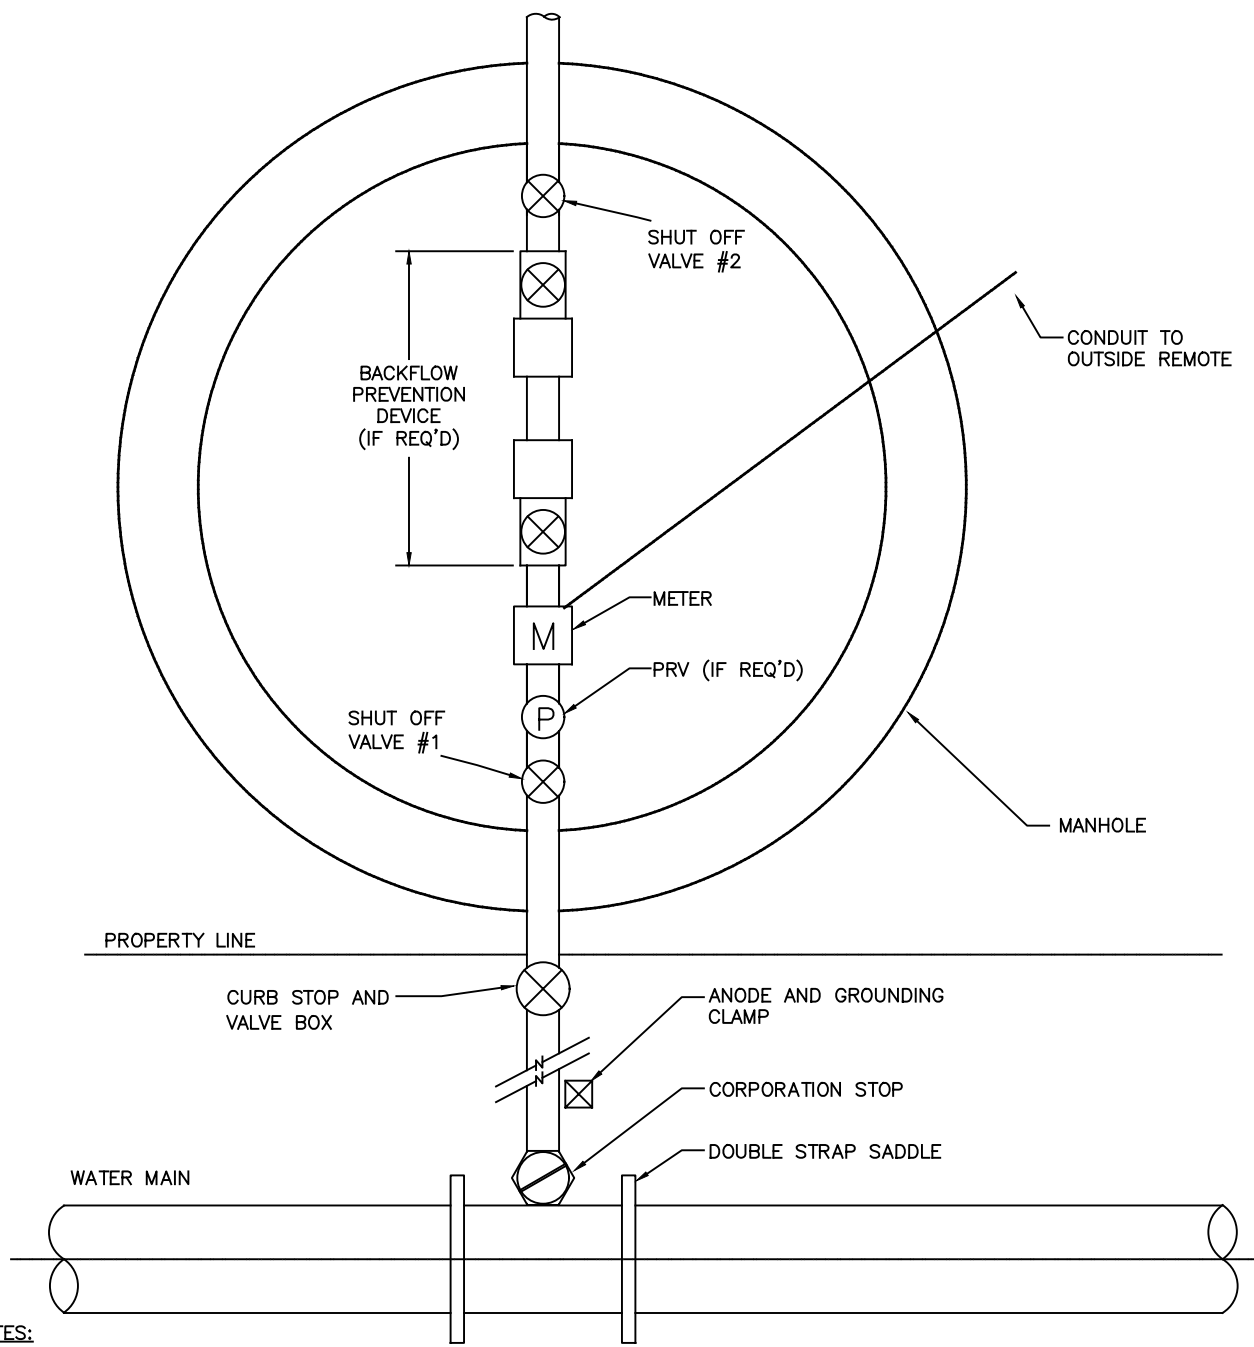 SHUT OFF
VALVE #2
CONDUIT TO
OUTSIDE REMOTE
BACKFLOW
PREVENTION
DEVICE
(IF REQ'D)
METER
M
PRV (IF REQ'D)
P
SHUT OFF
VALVE #1
MANHOLE
PROPERTY LINE
CURB STOP AND
VALVE BOX
ANODE AND GROUNDING
CLAMP
N
N
CORPORATION STOP
DOUBLE STRAP SADDLE
WATER MAIN
TES: